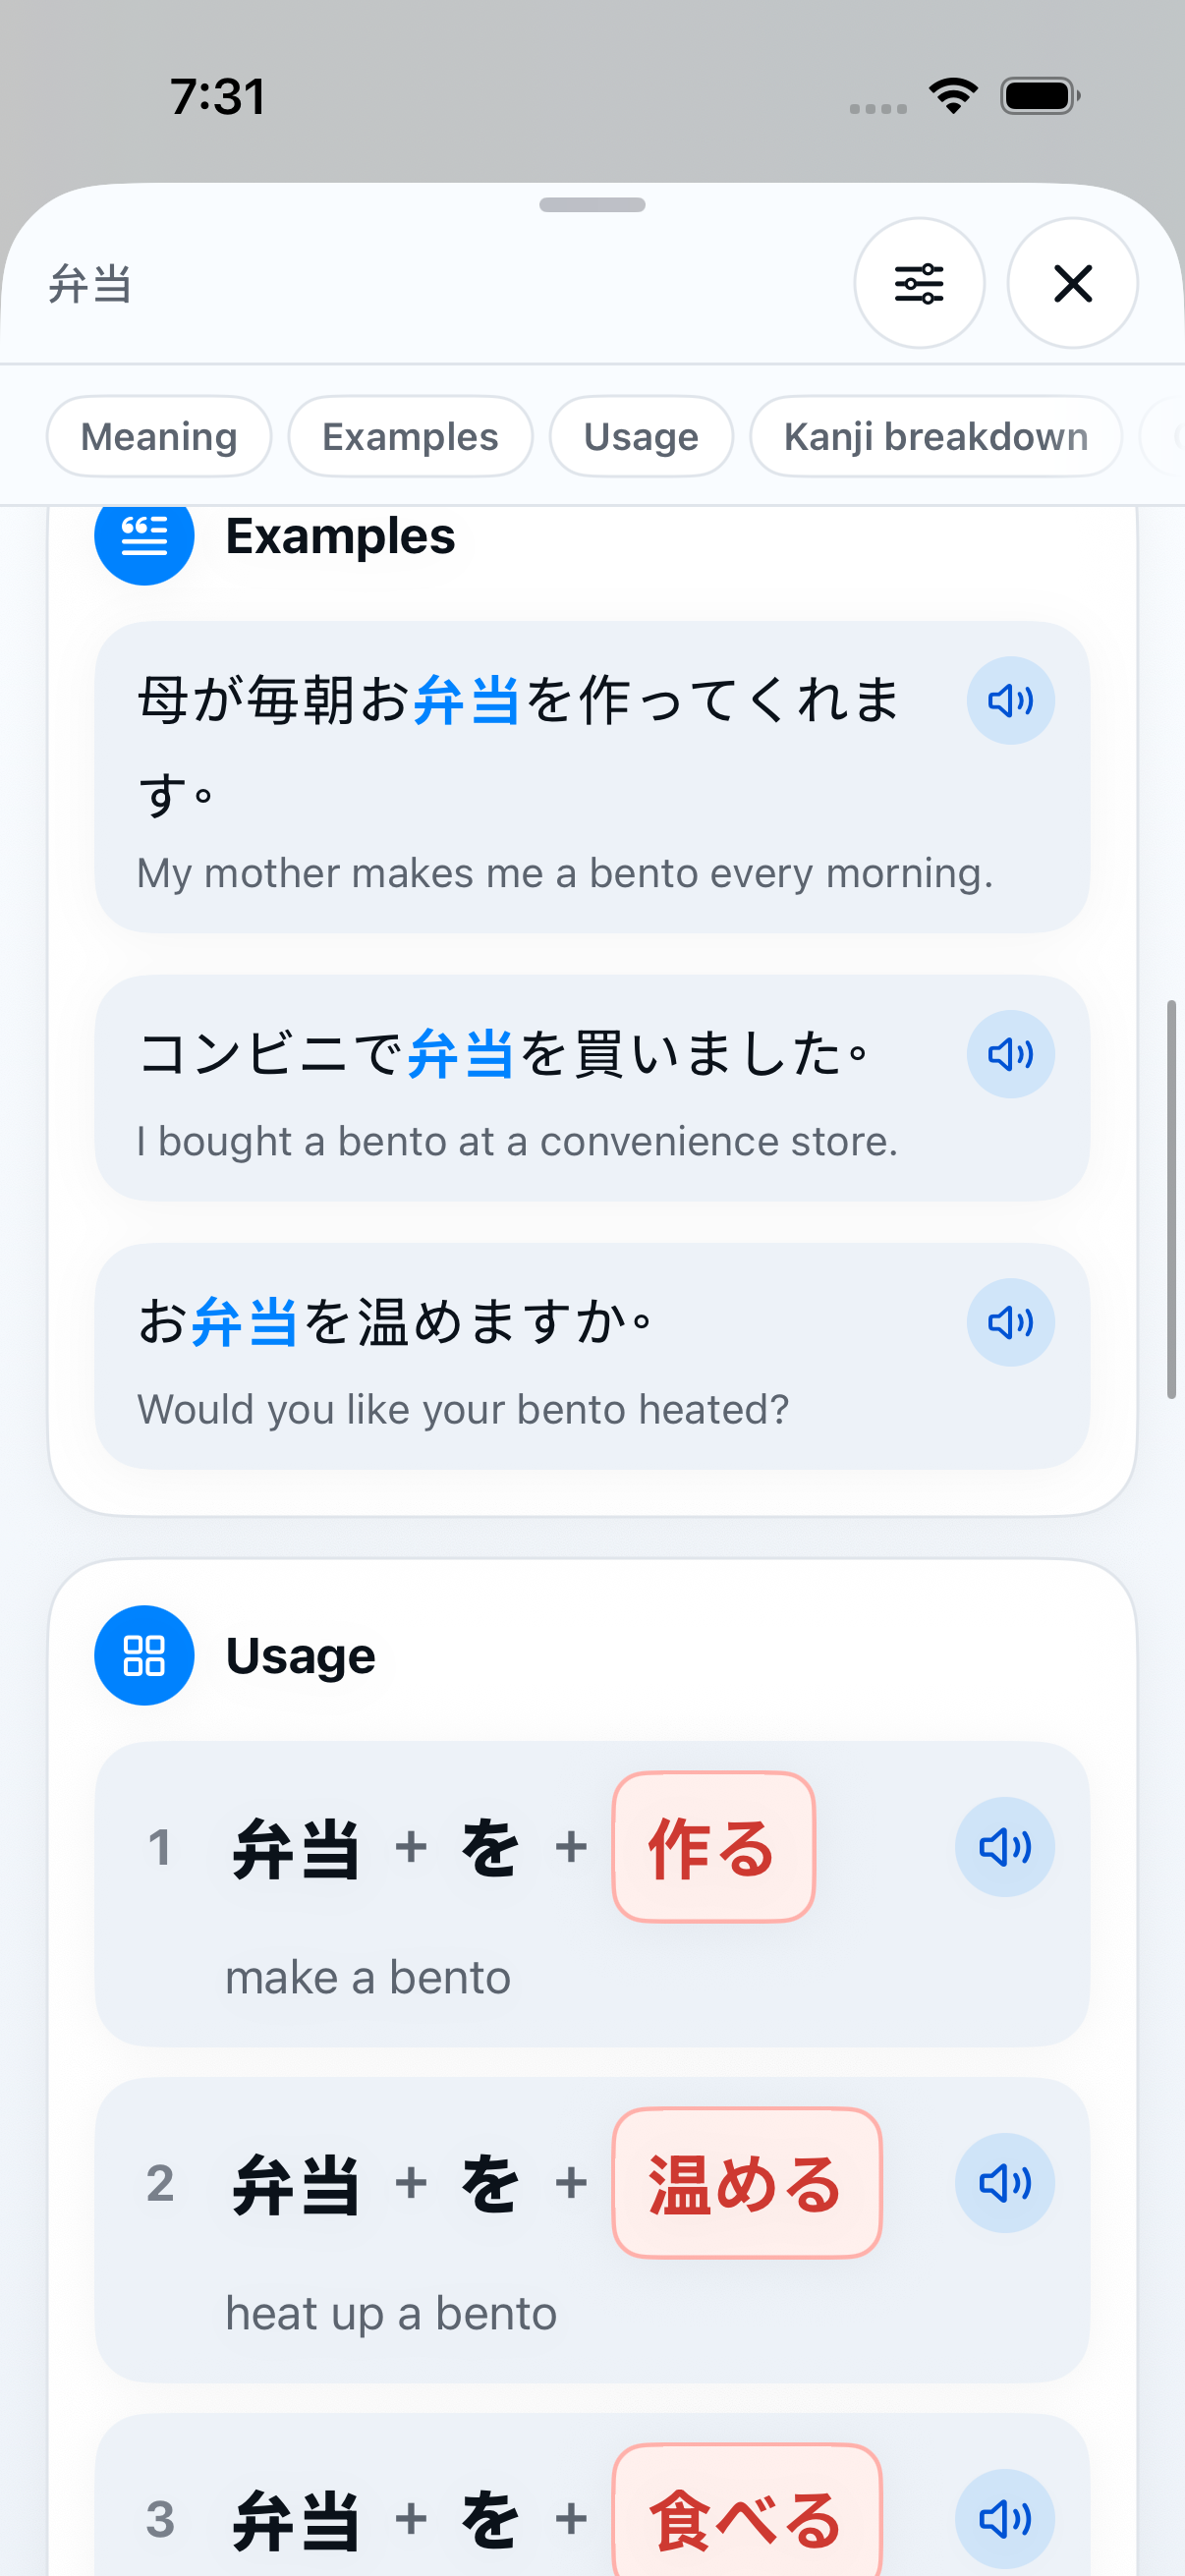 7:31
弁当
Meaning
Examples
Usage
Kanji breakdown
Examples
母が毎朝お弁当を作ってくれま
す。
My mother makes me a bento every morning.
コンビニで弁当を買いました。
I bought a bento at a convenience store.
お弁当を温めますか。
Would you like your bento heated?
Usage
1 弁当 + を + 作る
make a bento
2 弁当 + を + 温める
heat up a bento
3 弁当 + を + 食べる